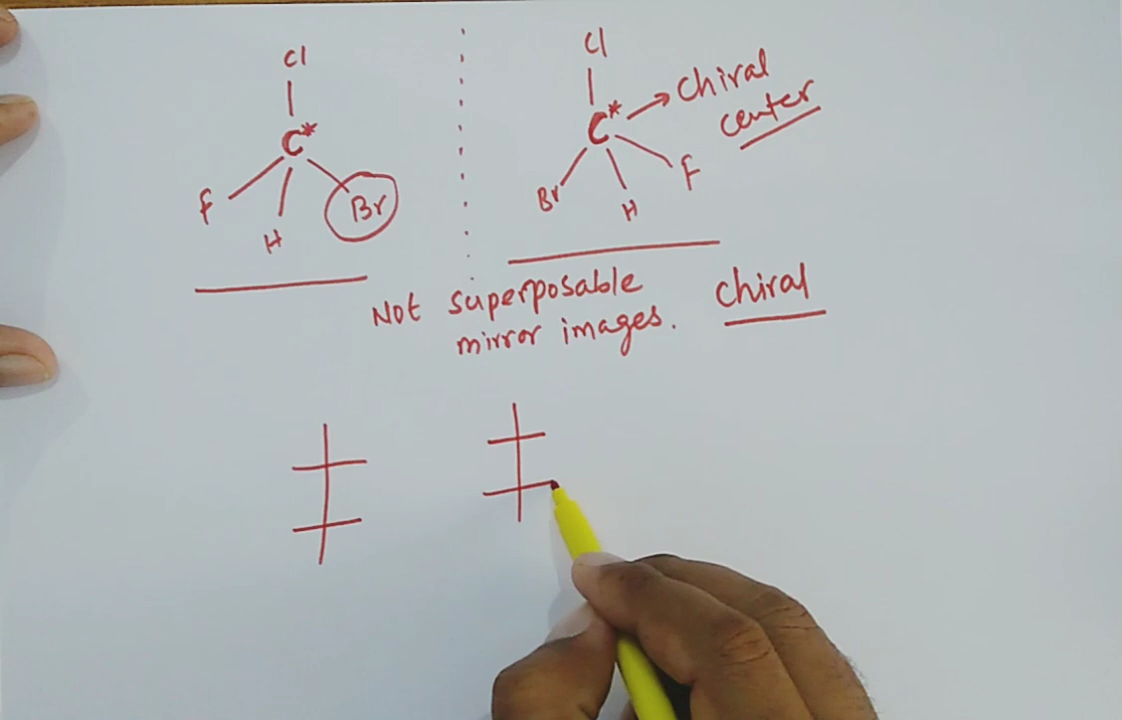 Cl
C*
F
H
Br
Cl
C* → Chiral
center
Br
H
F
Not superposable
mirror images.
Chiral